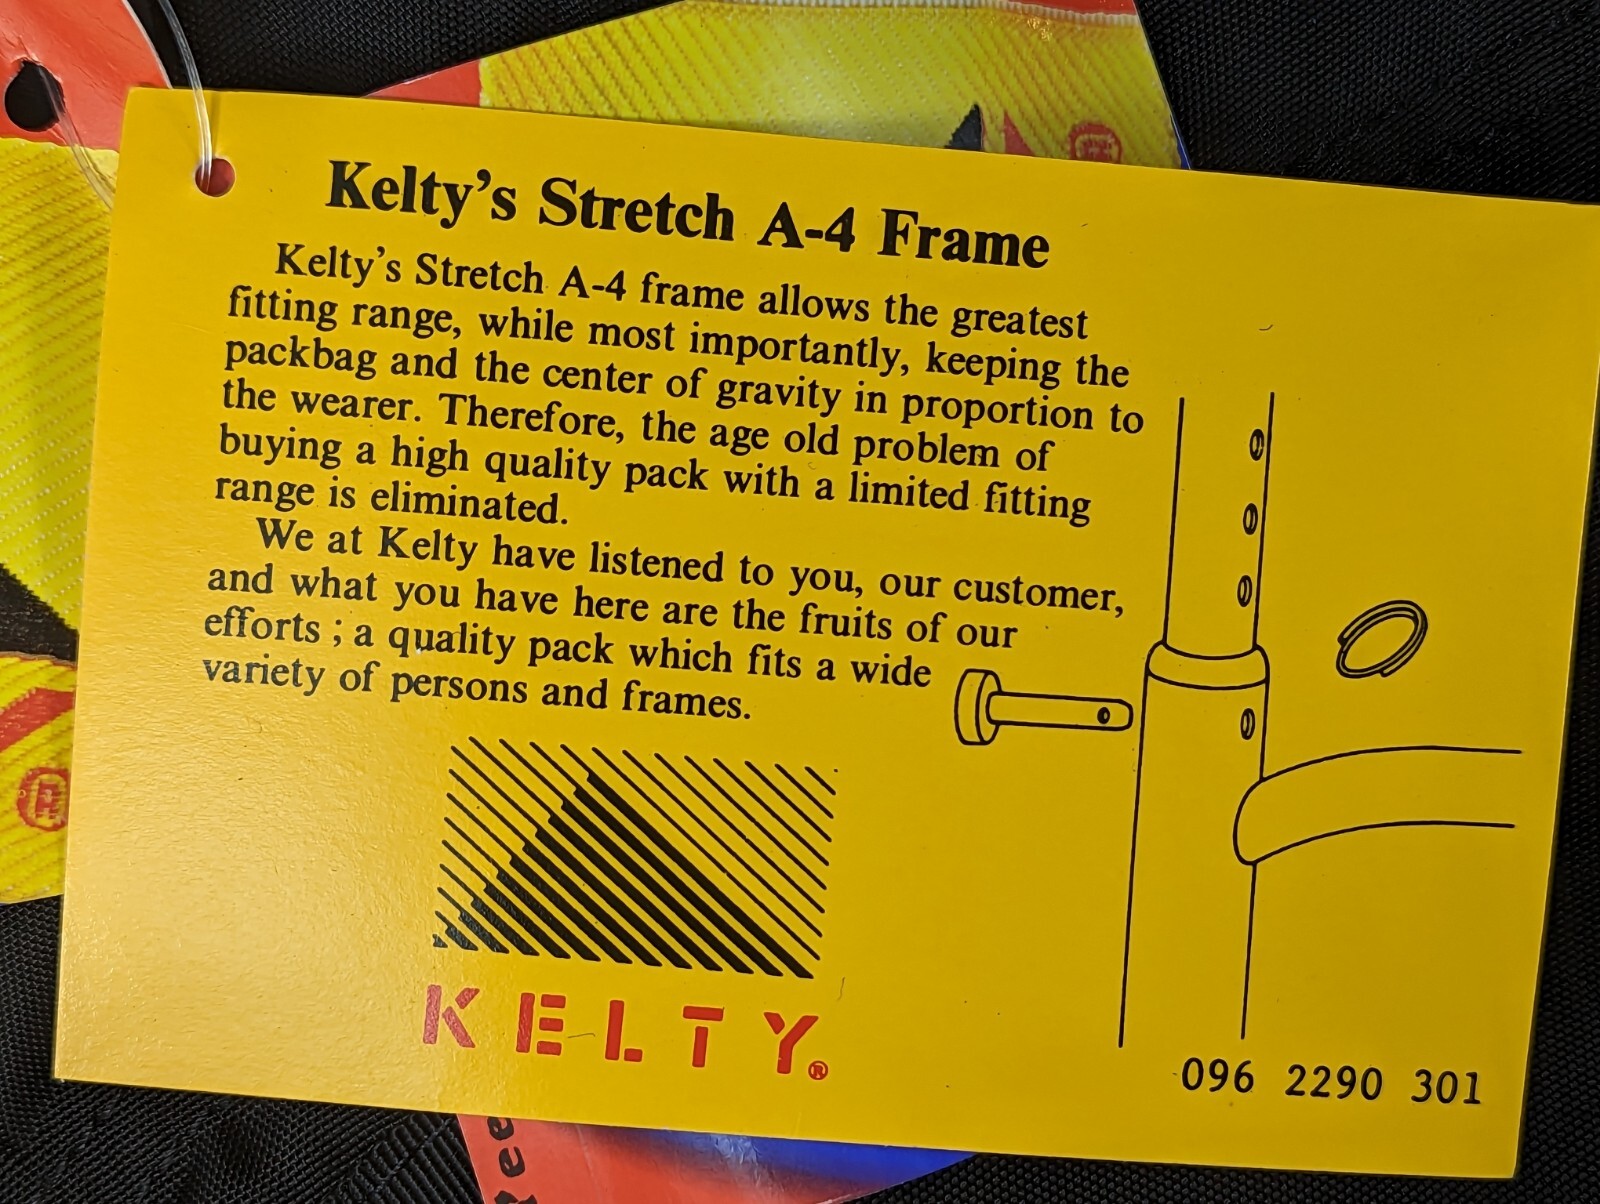 Kelty's Stretch A-4 Frame
Kelty's Stretch A-4 frame allows the greatest
fitting range, while most importantly, keeping the
packbag and the center of gravity in proportion to
the wearer. Therefore, the age old problem of
buying a high quality pack with a limited fitting
range is eliminated.
We at Kelty have listened to you, our customer,
and what you have here are the fruits of our
efforts ; a quality pack which fits a wide
variety of persons and frames.
KELTY®
096 2290 301